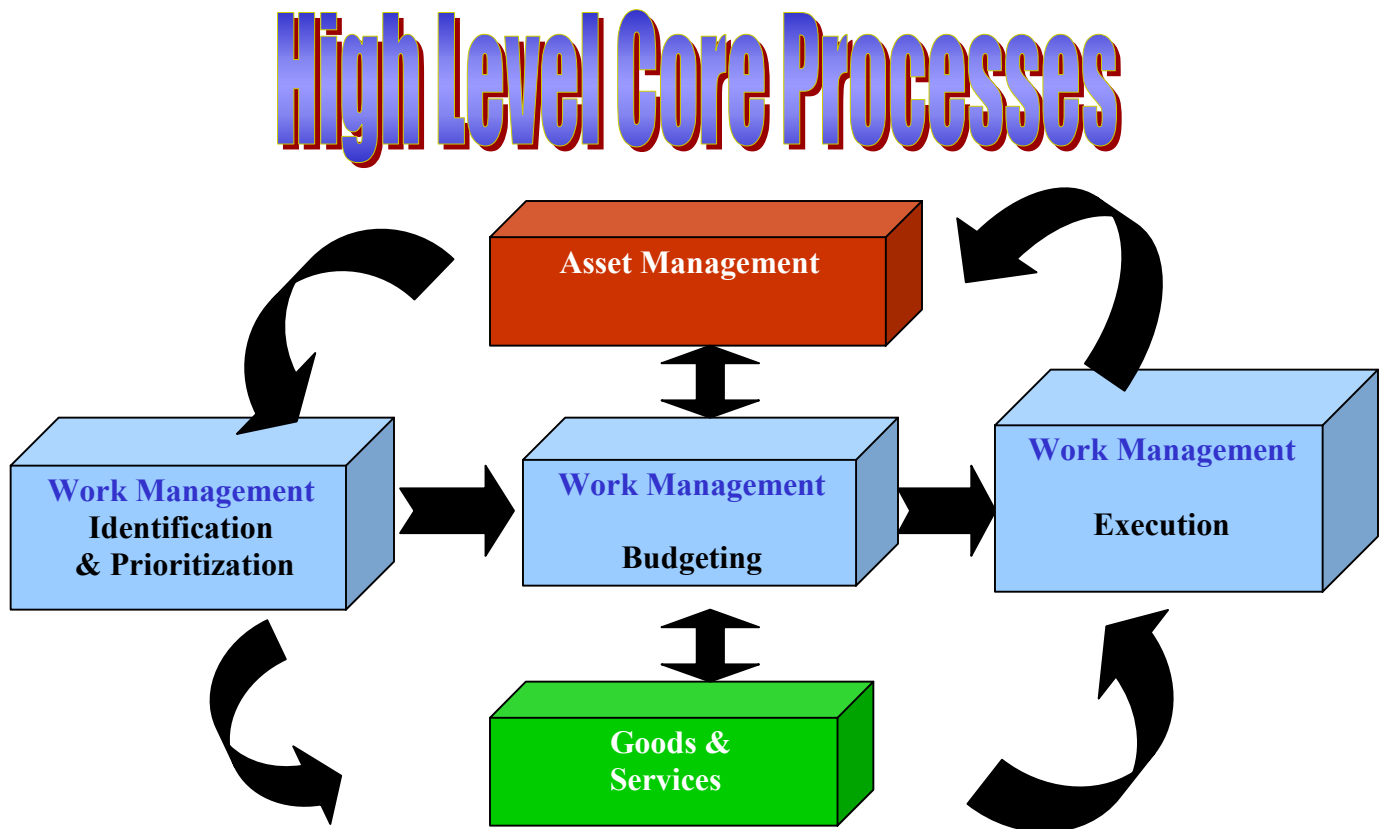 High Level Core Processes
Asset Management
Work Management
Identification
& Prioritization
Work Management
Budgeting
Work Management
Execution
Goods &
Services